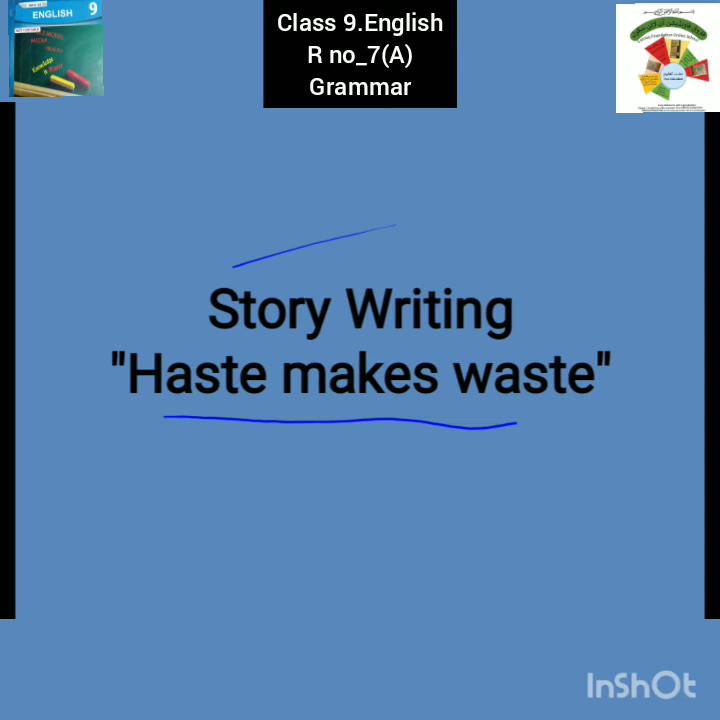 ENGLISH 9
Class 9.English
R no_7(A)
Grammar
Story Writing
"Haste makes waste"
InShOt